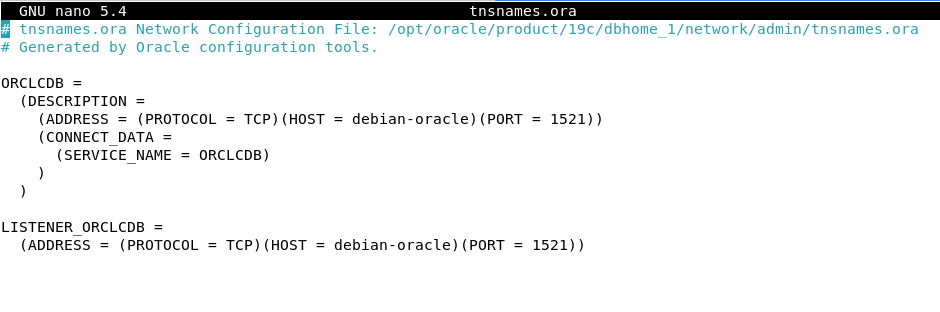 GNU nano 5.4 tnsnames.ora
# tnsnames.ora Network Configuration File: /opt/oracle/product/19c/dbhome_1/network/admin/tnsnames.ora
# Generated by Oracle configuration tools.
ORCLCDB =
(DESCRIPTION =
(ADDRESS = (PROTOCOL = TCP)(HOST = debian-oracle)(PORT = 1521))
(CONNECT_DATA =
(SERVICE_NAME = ORCLCDB)
)
)
LISTENER_ORCLCDB =
(ADDRESS = (PROTOCOL = TCP)(HOST = debian-oracle)(PORT = 1521))